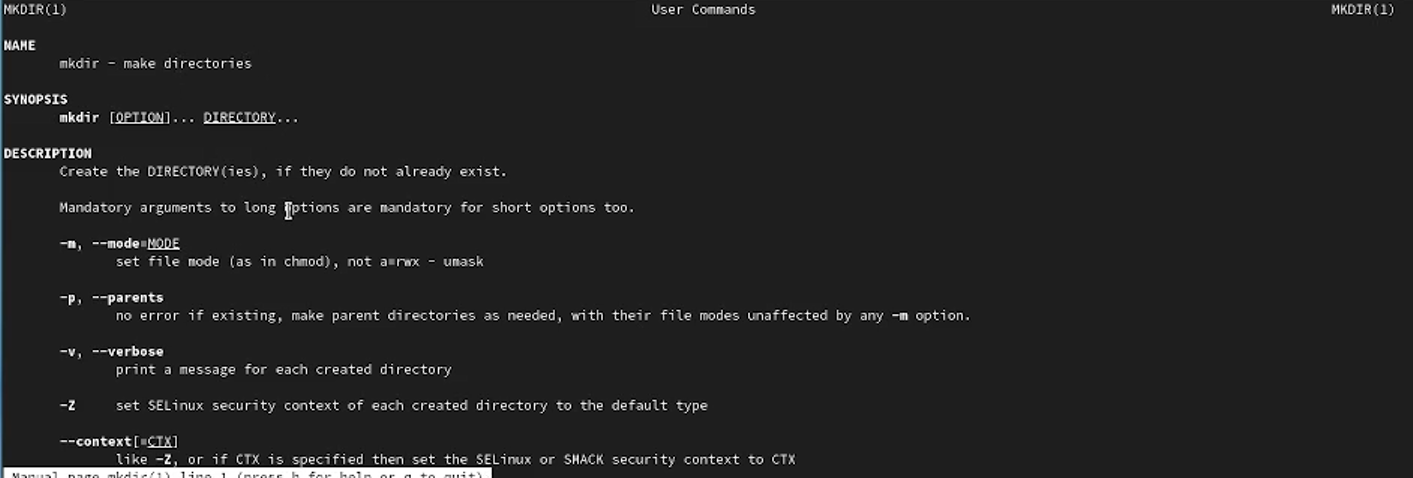 MKDIR(1) User Commands MKDIR(1)
NAME
mkdir - make directories
SYNOPSIS
mkdir [OPTION]... DIRECTORY...
DESCRIPTION
Create the DIRECTORY(ies), if they do not already exist.
Mandatory arguments to long options are mandatory for short options too.
-m, --mode=MODE
set file mode (as in chmod), not a=rwx - umask
-p, --parents
no error if existing, make parent directories as needed, with their file modes unaffected by any -m option.
-v, --verbose
print a message for each created directory
-Z set SELinux security context of each created directory to the default type
--context[=CTX]
like -Z, or if CTX is specified then set the SELinux or SMACK security context to CTX
Manual page mkdir(1) line 1 (press h for help or q to quit)